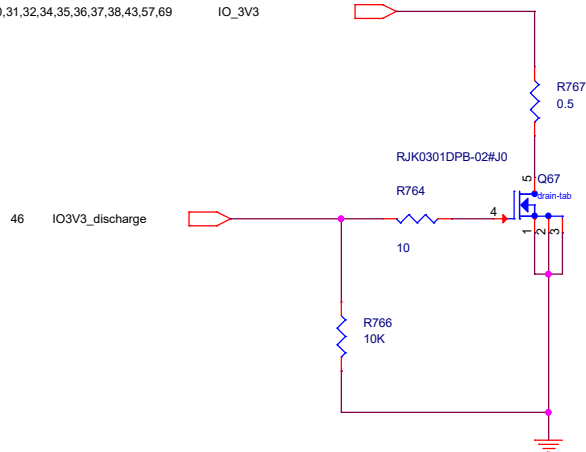 0,31,32,34,35,36,37,38,43,57,69 IO_3V3
R767
0.5
RJK0301DPB-02#J0
5 Q67
drain-tab
R764
4
46 IO3V3_discharge
10
1 2 3
R766
10K